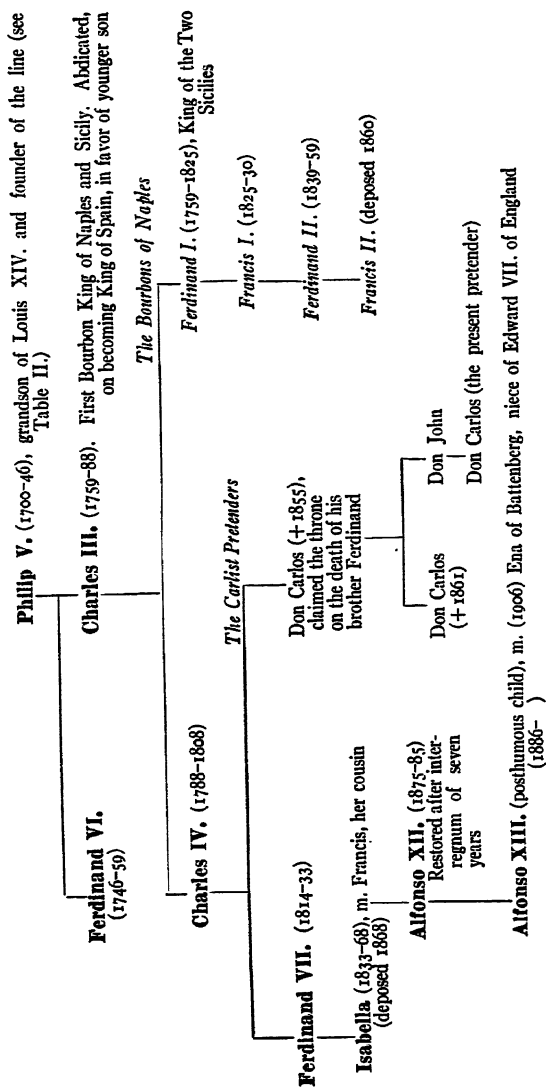 Philip V. (1700-46), grandson of Louis XIV. and founder of the line (see
Table II.)
Ferdinand VI.
(1746-59)
Charles III. (1759-88). First Bourbon King of Naples and Sicily. Abdicated,
on becoming King of Spain, in favor of younger son
Charles IV. (1788-1808)
The Bourbons of Naples
Ferdinand I. (1759-1825), King of the Two
Sicilies
Francis I. (1825-30)
Ferdinand II. (1839-59)
Francis II. (deposed 1860)
The Carlist Pretenders
Ferdinand VII. (1814-33)
Don Carlos (+1855),
claimed the throne
on the death of his
brother Ferdinand
Isabella (1833-68), m. Francis, her cousin
(deposed 1868)
Don Carlos
(+1861)
Don John
Don Carlos (the present pretender)
Alfonso XII. (1875-85)
Restored after inter-
regnum of seven
years
Alfonso XIII. (posthumous child), m. (1906) Ena of Battenberg, niece of Edward VII. of England
(1886- )